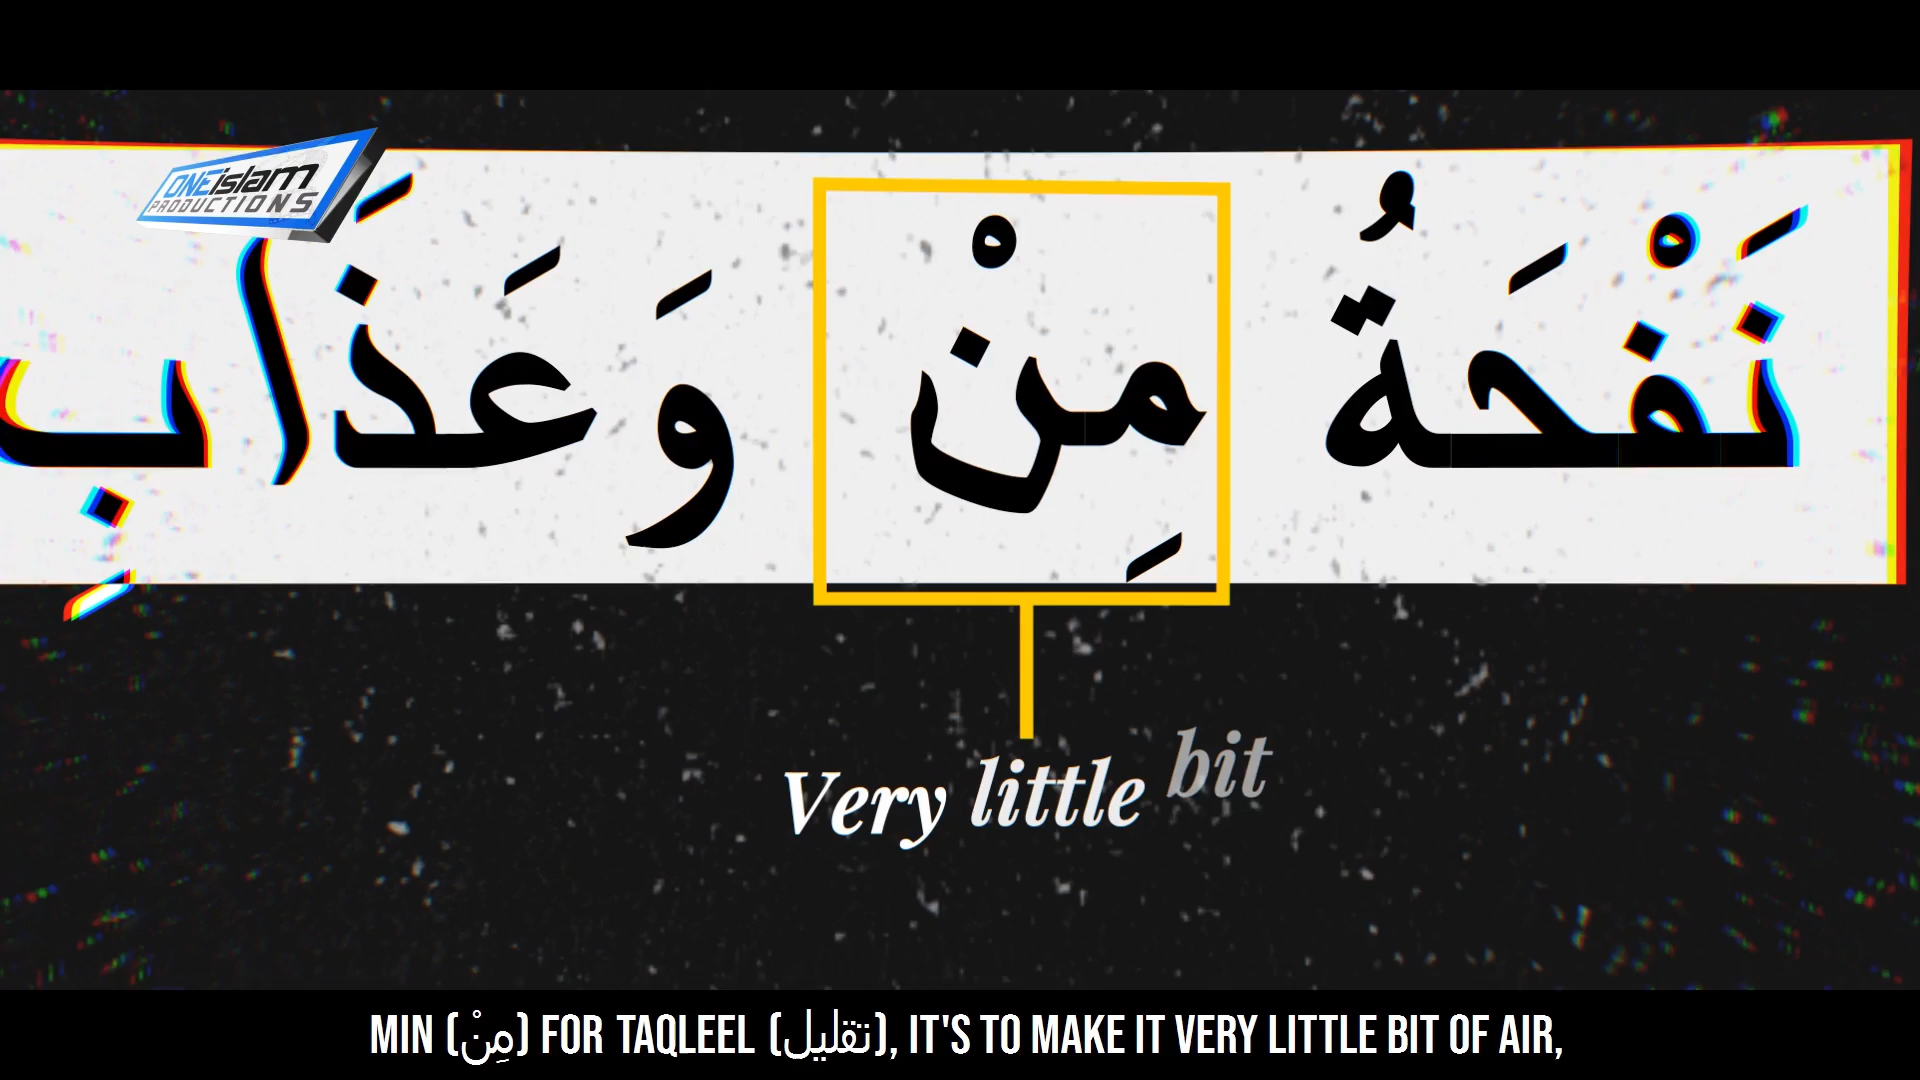 ONEislam
PRODUCTIONS
نَفْحَةُ مِنْ وَعَذَابِ
Very little bit
MIN (مِنْ) FOR TAQLEEL (تقليل), IT'S TO MAKE IT VERY LITTLE BIT OF AIR,